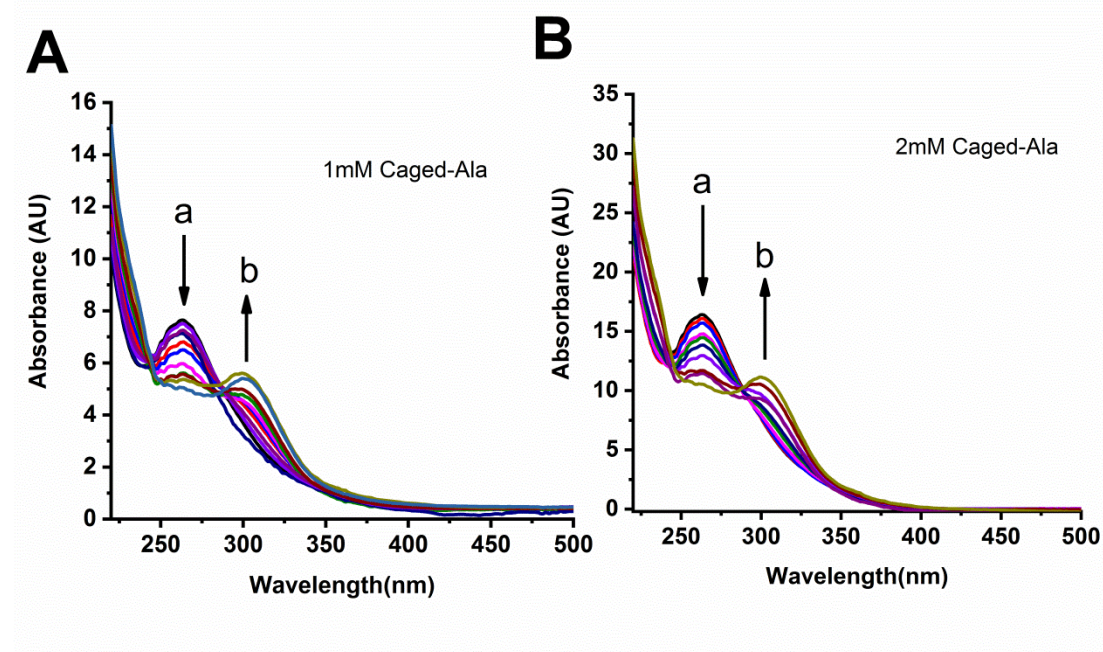 A
B
1mM Caged-Ala
2mM Caged-Ala
a
b
a
b
Absorbance (AU)
16
14
12
10
8
6
4
2
0
250 300 350 400 450 500
Wavelength(nm)
Absorbance (AU)
35
30
25
20
15
10
5
0
250 300 350 400 450 500
Wavelength(nm)